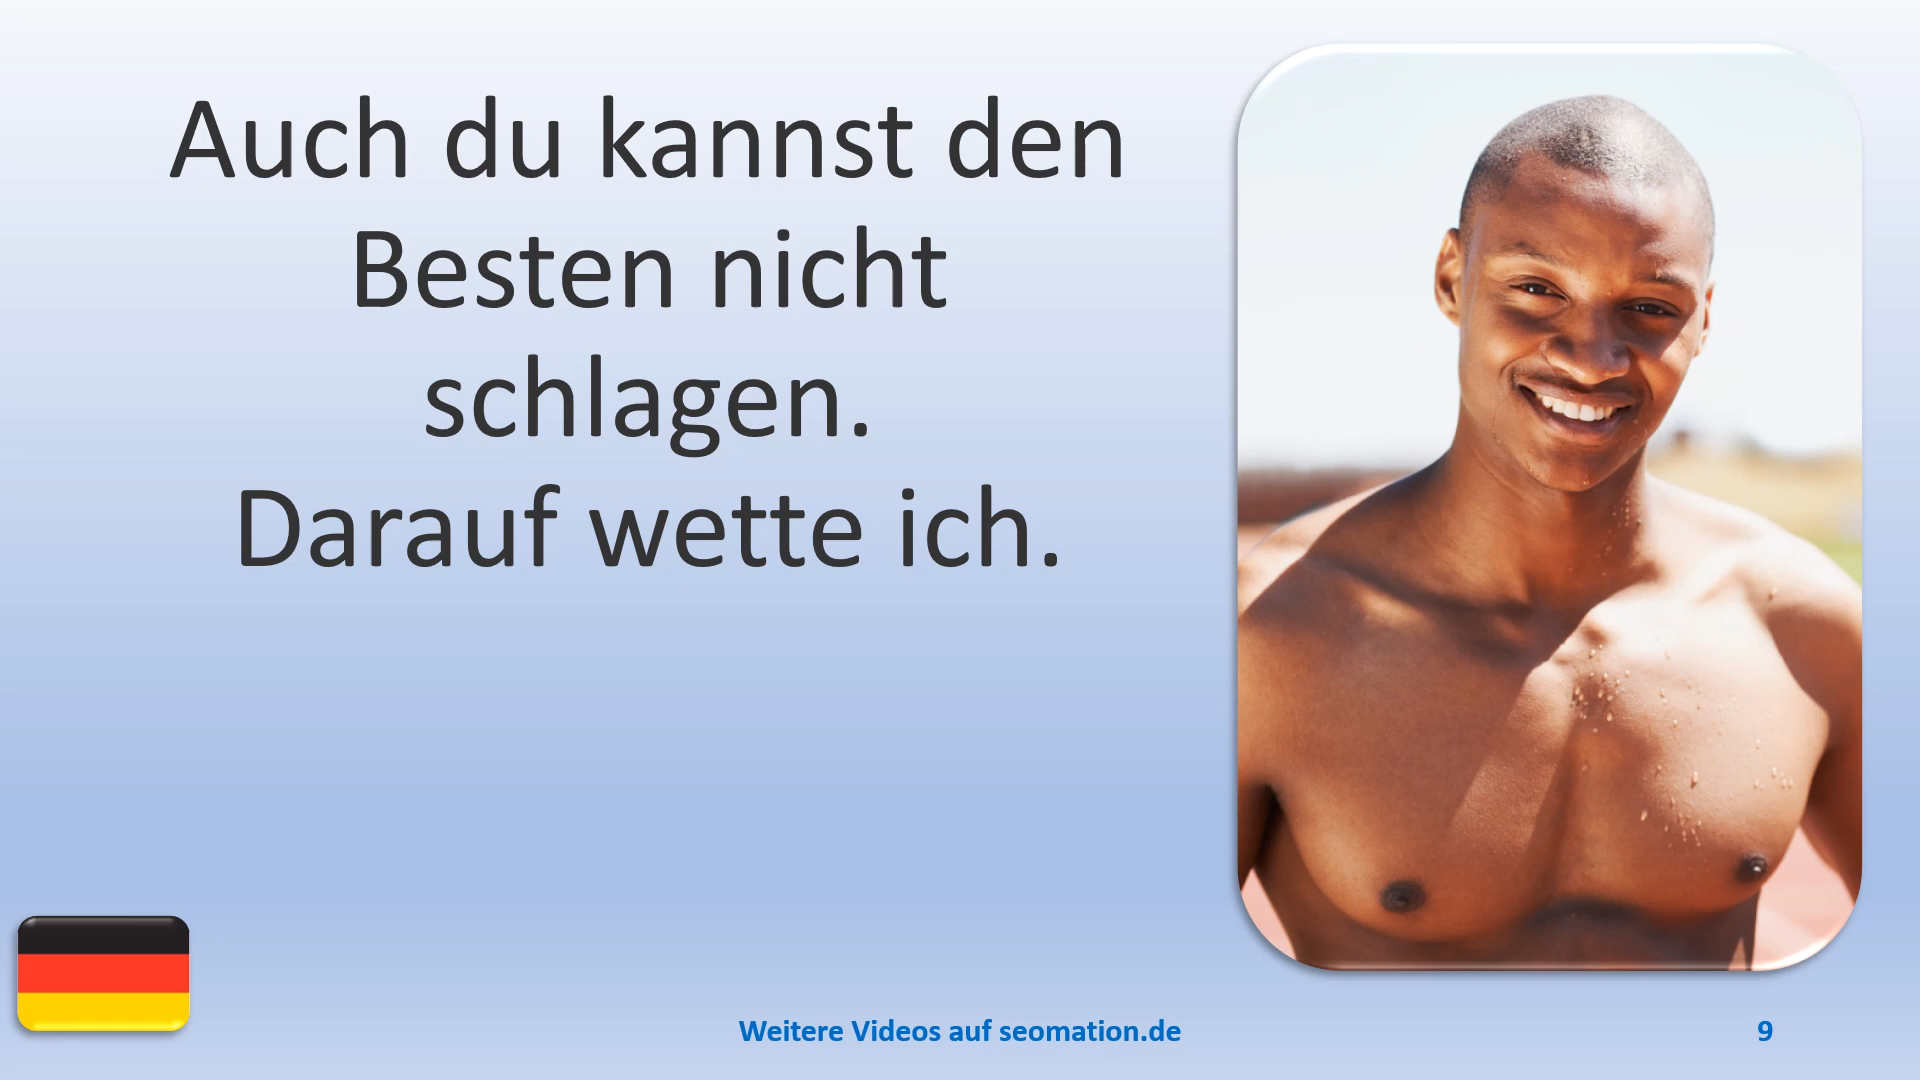 Auch du kannst den
Besten nicht
schlagen.
Darauf wette ich.
Weitere Videos auf seomation.de
9